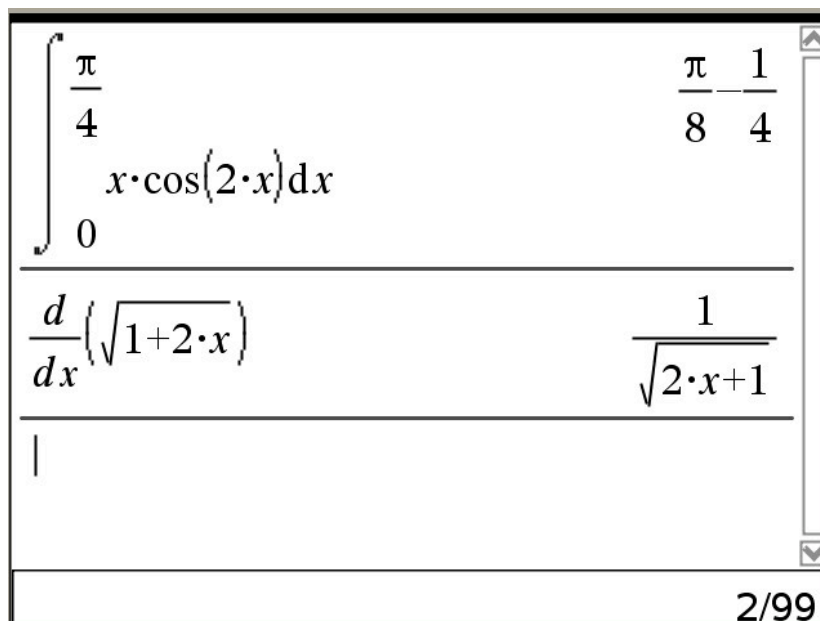 ∫₀^(π/4) x·cos(2·x)dx    π/8−1/4
d/dx(√(1+2·x))    1/√(2·x+1)
2/99